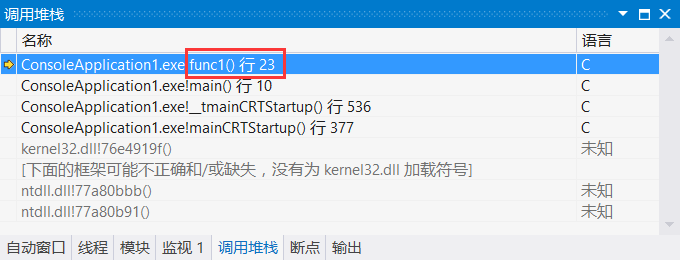 调用堆栈
名称 语言
ConsoleApplication1.exe!func1() 行 23 C
ConsoleApplication1.exe!main() 行 10 C
ConsoleApplication1.exe!__tmainCRTStartup() 行 536 C
ConsoleApplication1.exe!mainCRTStartup() 行 377 C
kernel32.dll!76e4919f() 未知
[下面的框架可能不正确和/或缺失，没有为 kernel32.dll 加载符号]
ntdll.dll!77a80bbb() 未知
ntdll.dll!77a80b91() 未知
自动窗口 线程 模块 监视 1 调用堆栈 断点 输出